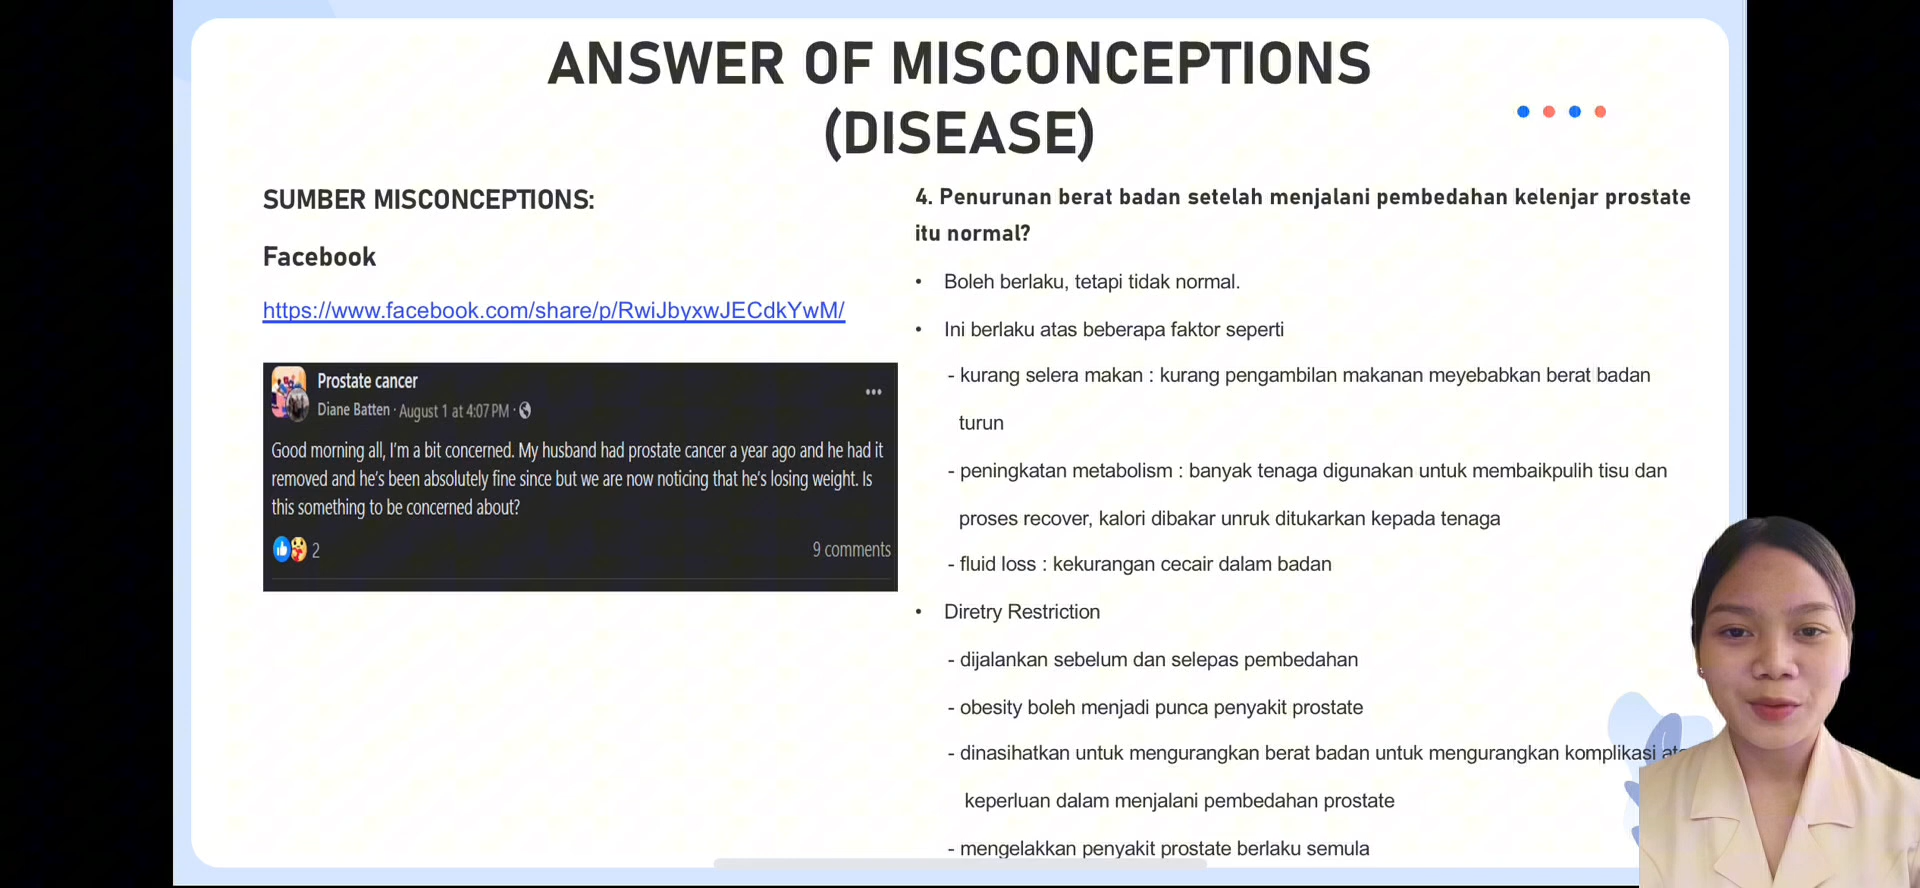 ANSWER OF MISCONCEPTIONS
(DISEASE)
SUMBER MISCONCEPTIONS:
Facebook
https://www.facebook.com/share/p/RwiJbyxwJECdkYwM/
Prostate cancer
Diane Batten · August 1 at 4:07 PM ·
Good morning all, I'm a bit concerned. My husband had prostate cancer a year ago and he had it
removed and he's been absolutely fine since but we are now noticing that he's losing weight. Is
this something to be concerned about?
2
9 comments
4. Penurunan berat badan setelah menjalani pembedahan kelenjar prostate
itu normal?
• Boleh berlaku, tetapi tidak normal.
• Ini berlaku atas beberapa faktor seperti
- kurang selera makan : kurang pengambilan makanan meyebabkan berat badan
turun
- peningkatan metabolism : banyak tenaga digunakan untuk membaikpulih tisu dan
proses recover, kalori dibakar unruk ditukarkan kepada tenaga
- fluid loss : kekurangan cecair dalam badan
• Diretry Restriction
- dijalankan sebelum dan selepas pembedahan
- obesity boleh menjadi punca penyakit prostate
- dinasihatkan untuk mengurangkan berat badan untuk mengurangkan komplikasi
keperluan dalam menjalani pembedahan prostate
- mengelakkan penyakit prostate berlaku semula